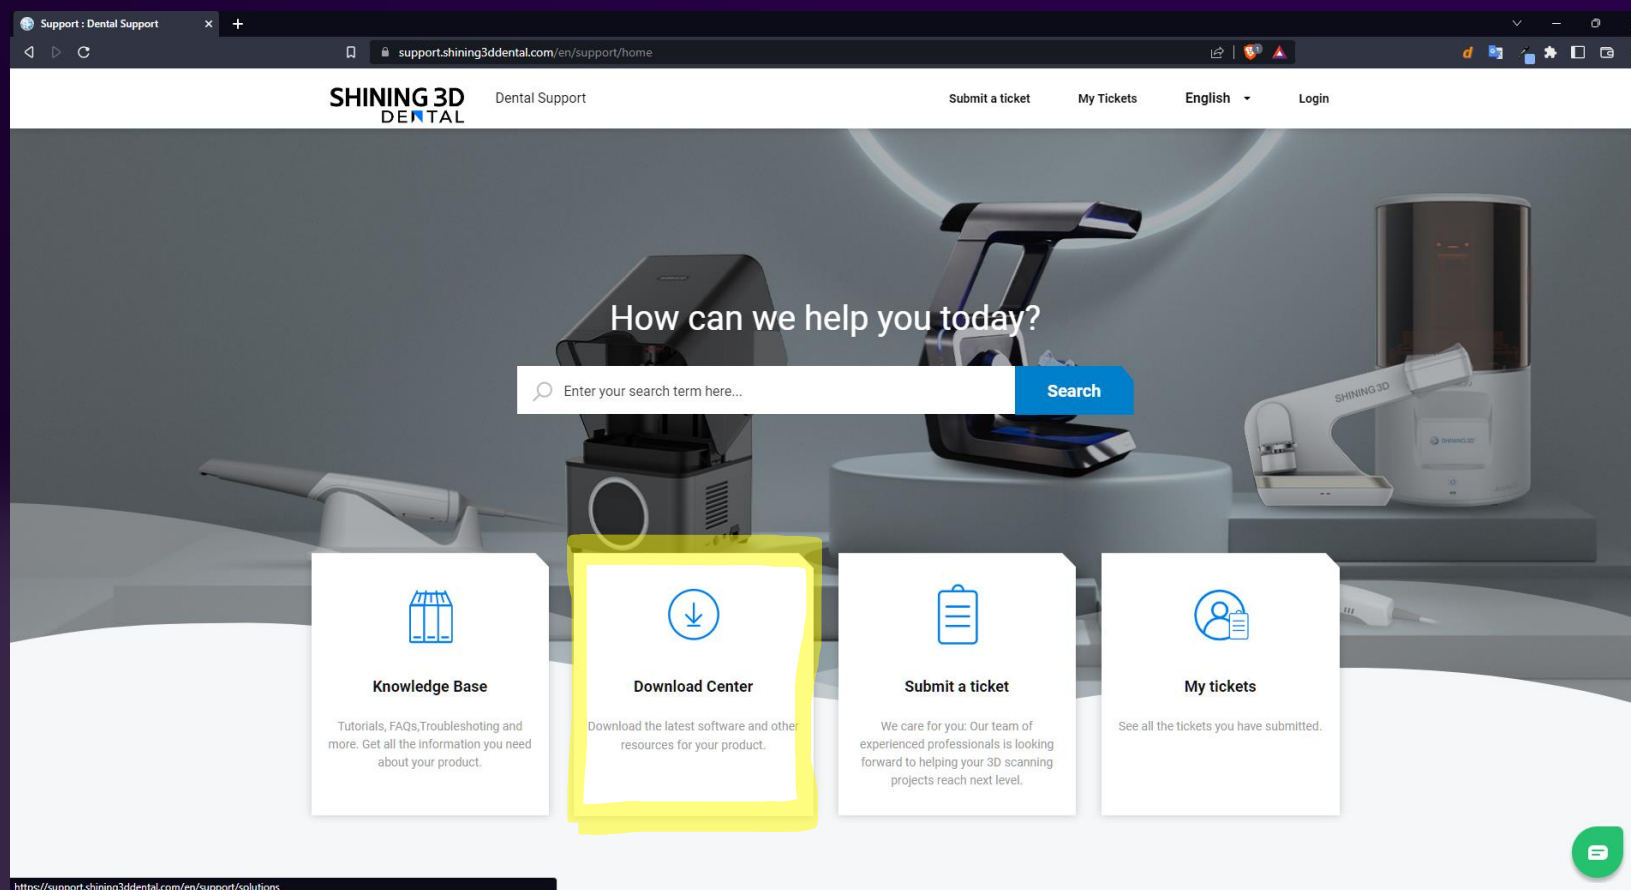 Support : Dental Support
support.shining3ddental.com/en/support/home
SHINING 3D
DENTAL
Dental Support
Submit a ticket
My Tickets
English
Login
How can we help you today?
Enter your search term here...
Search
SHINING 3D
SHINING 3D
Knowledge Base
Tutorials, FAQs,Troubleshoting and
more. Get all the information you need
about your product.
Download Center
Download the latest software and other
resources for your product.
Submit a ticket
We care for you: Our team of
experienced professionals is looking
forward to helping your 3D scanning
projects reach next level.
My tickets
See all the tickets you have submitted.
https://support.shining3ddental.com/en/support/solutions